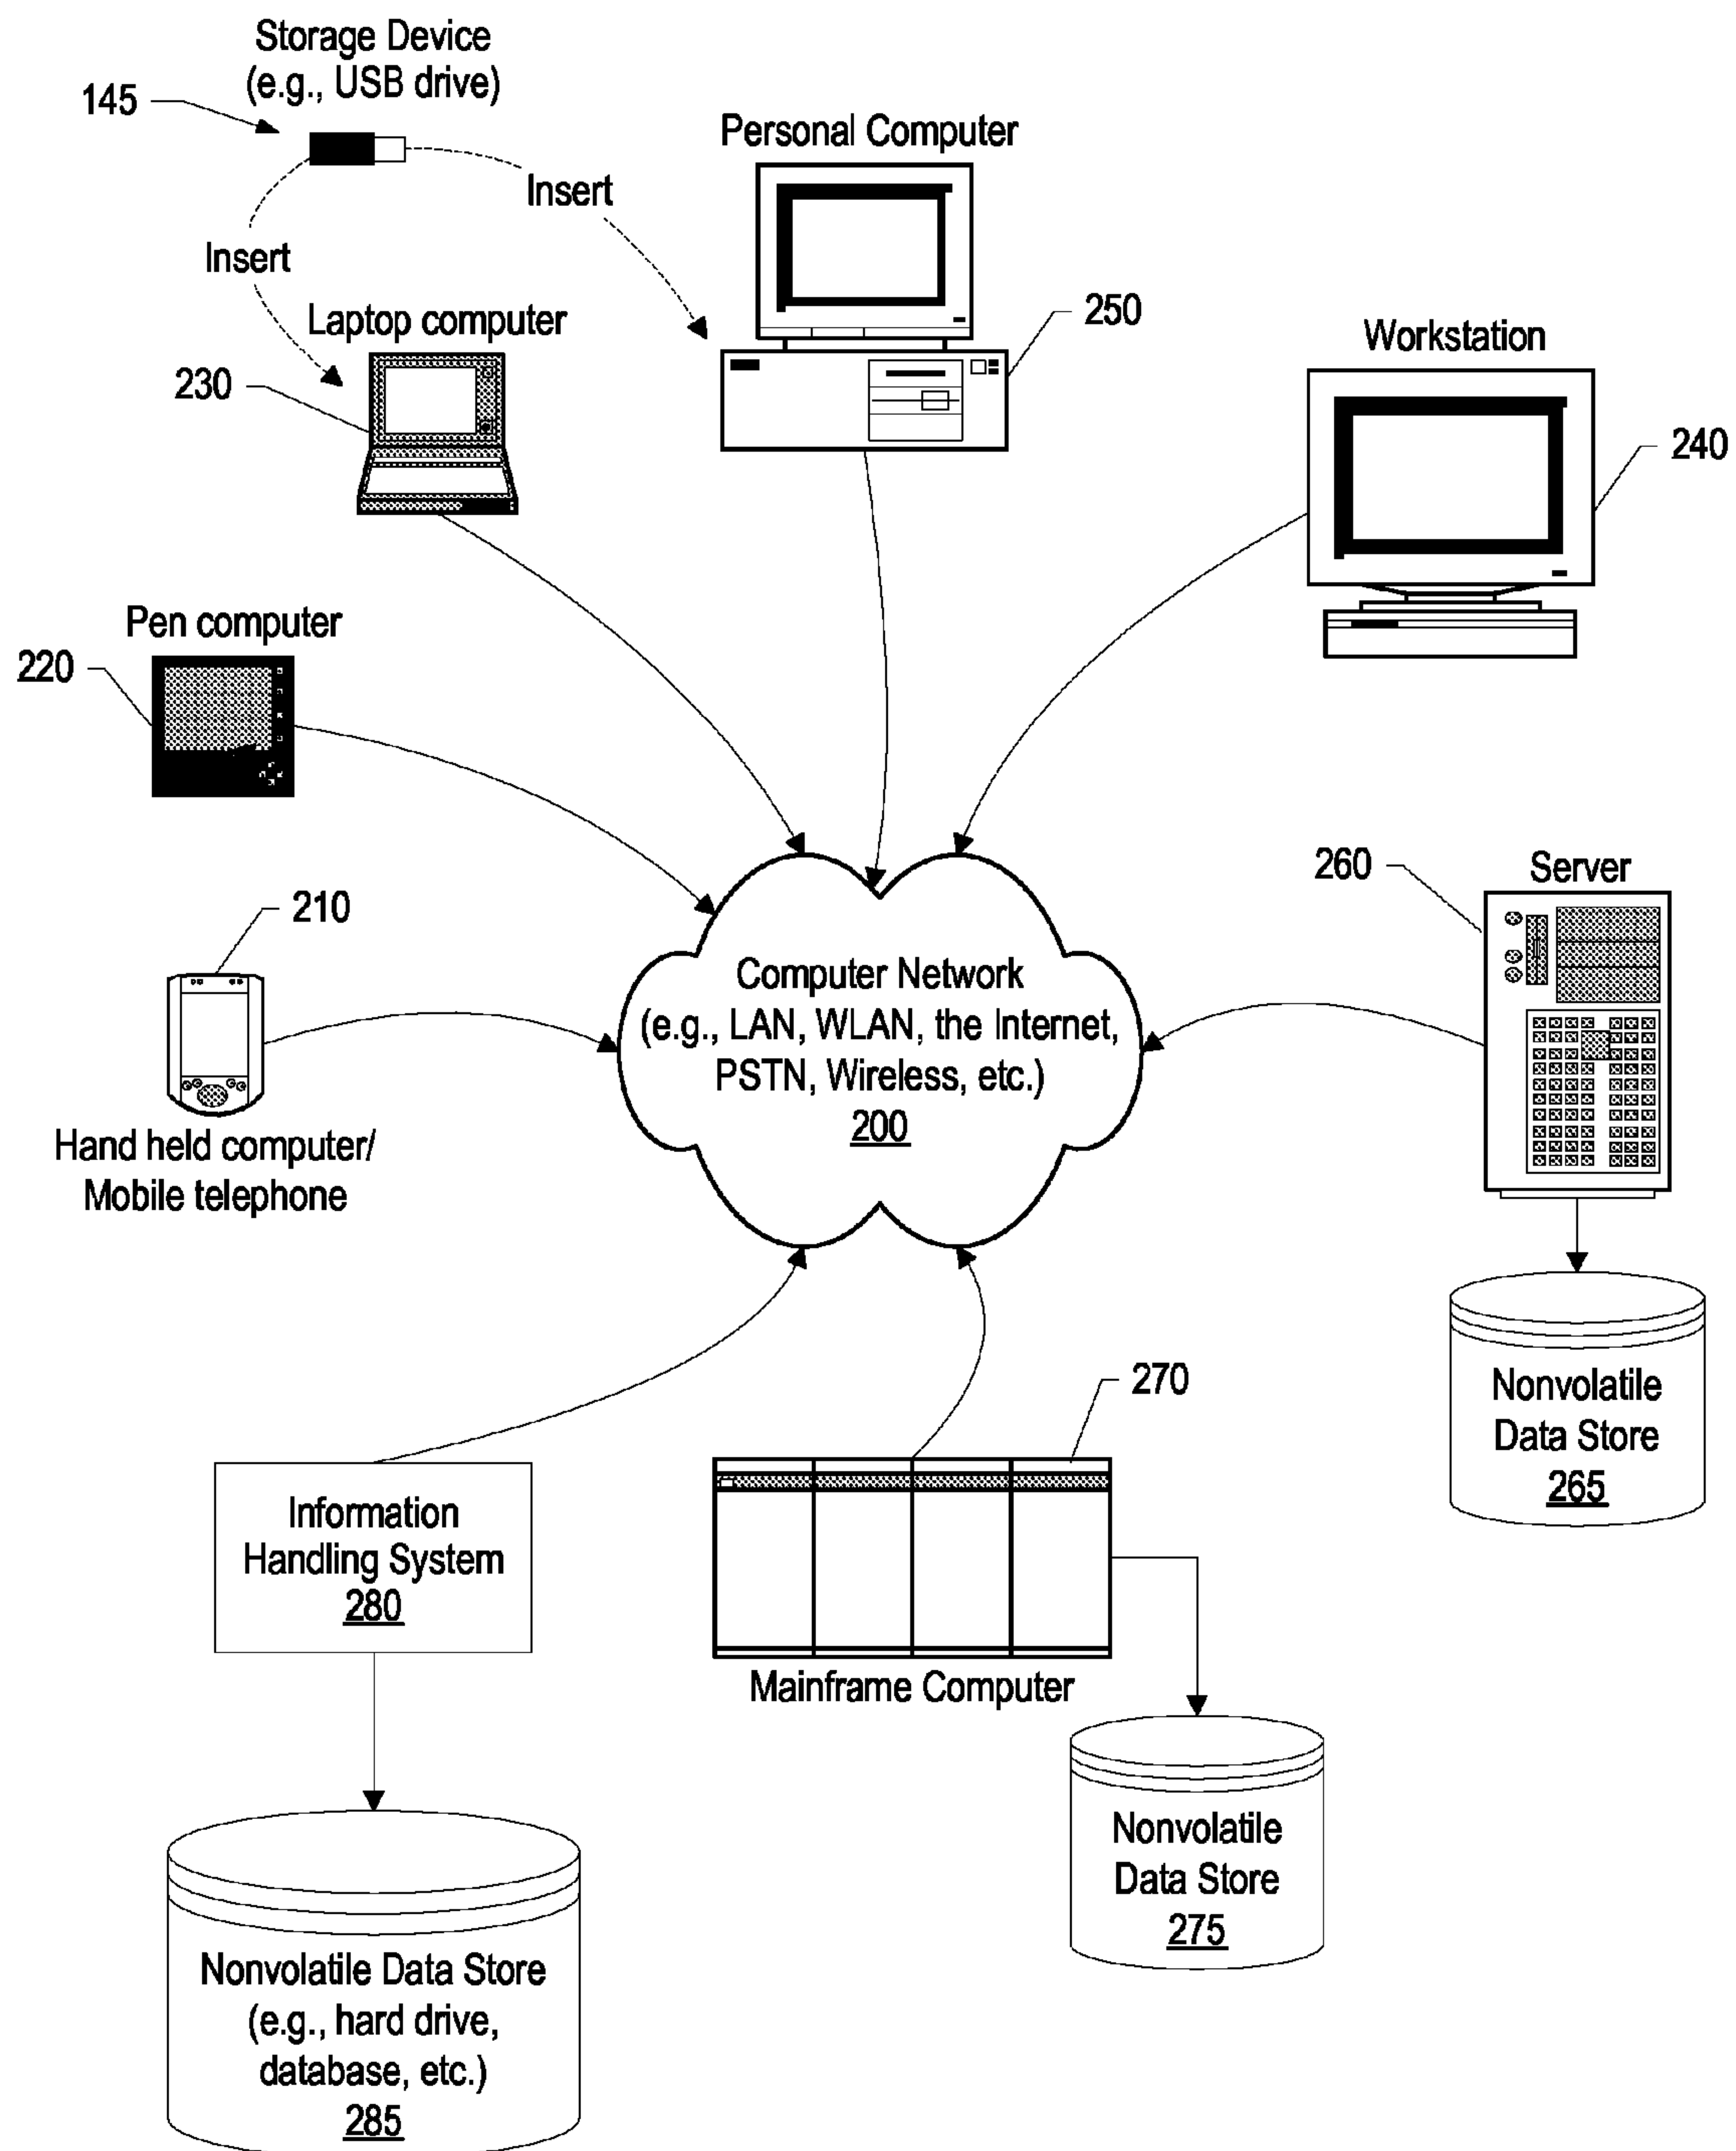 Storage Device
(e.g., USB drive)
145
Insert
Insert
Personal Computer
250
Laptop computer
230
Workstation
240
Pen computer
220
210
Hand held computer/
Mobile telephone
Computer Network
(e.g., LAN, WLAN, the Internet,
PSTN, Wireless, etc.)
200
260
Server
Nonvolatile
Data Store
265
Information
Handling System
280
270
Mainframe Computer
Nonvolatile
Data Store
275
Nonvolatile Data Store
(e.g., hard drive,
database, etc.)
285